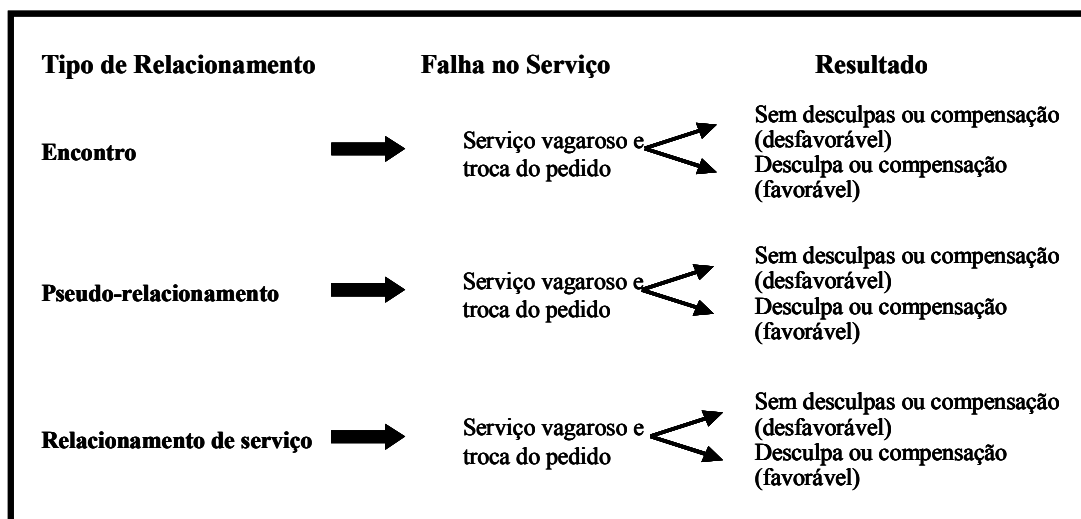 Tipo de Relacionamento Falha no Serviço Resultado
Encontro
Serviço vagaroso e
troca do pedido
Sem desculpas ou compensação
(desfavorável)
Desculpa ou compensação
(favorável)
Pseudo-relacionamento
Serviço vagaroso e
troca do pedido
Sem desculpas ou compensação
(desfavorável)
Desculpa ou compensação
(favorável)
Relacionamento de serviço
Serviço vagaroso e
troca do pedido
Sem desculpas ou compensação
(desfavorável)
Desculpa ou compensação
(favorável)